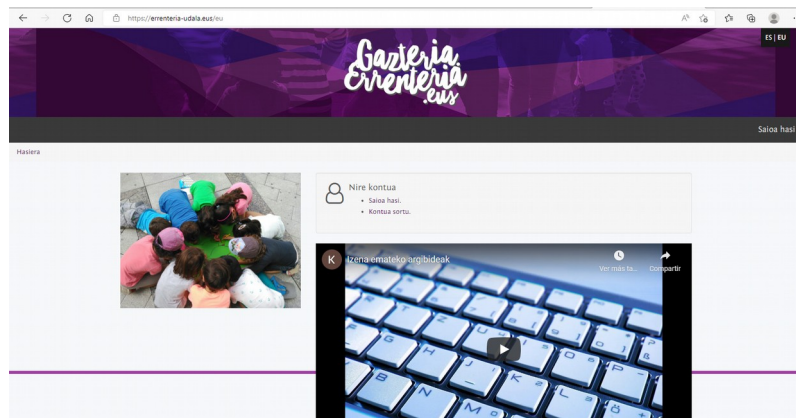 https://errenteria-udala.eus/eu
ES | EU
Gazteria.
Errenteria
.eus
Saioa hasi
Hasiera
Nire kontua
Saioa hasi.
Kontua sortu.
K Izena emateko argibideak
Ver más ta... Compartir